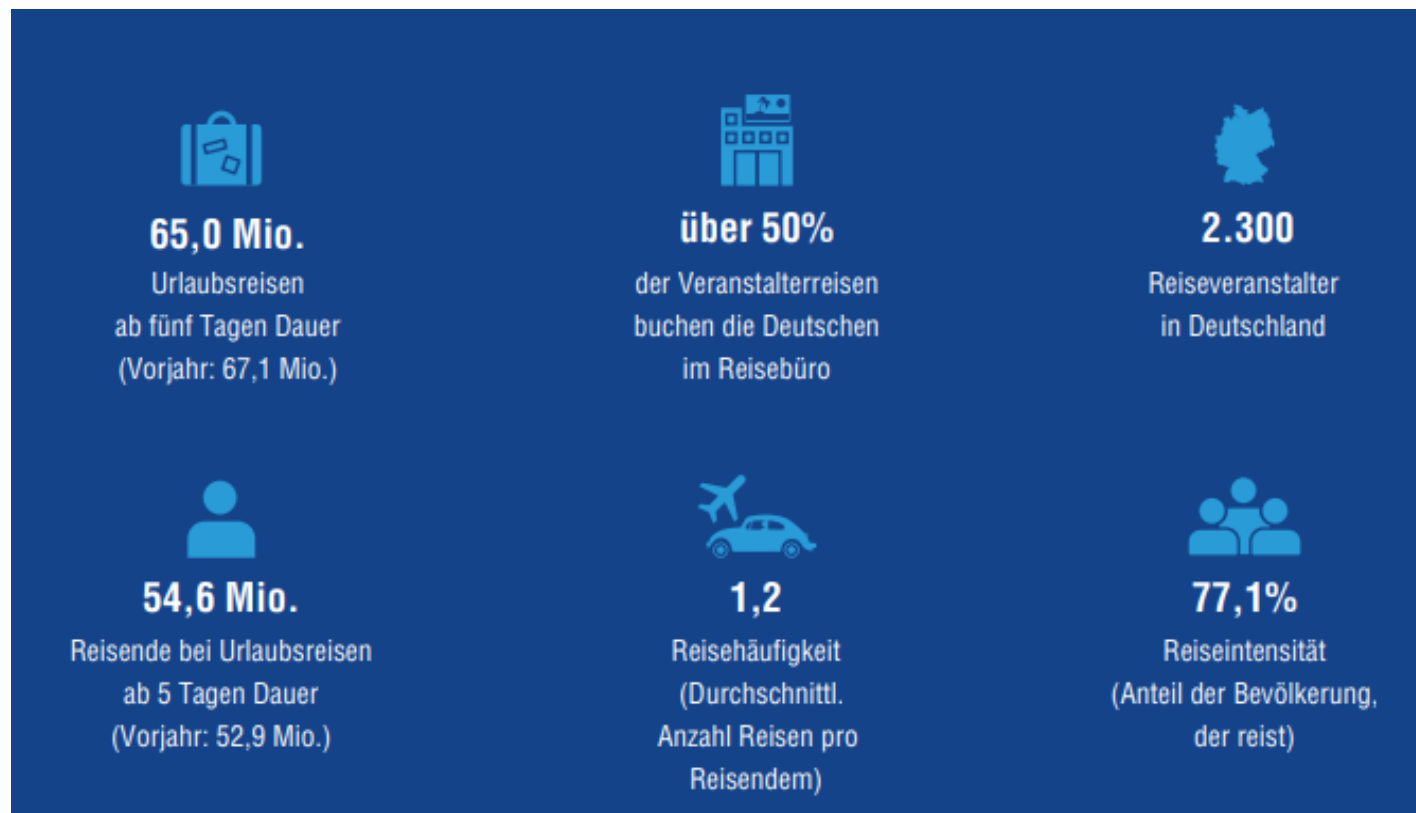 65,0 Mio.
Urlaubsreisen
ab fünf Tagen Dauer
(Vorjahr: 67,1 Mio.)
über 50%
der Veranstalterreisen
buchen die Deutschen
im Reisebüro
2.300
Reiseveranstalter
in Deutschland
54,6 Mio.
Reisende bei Urlaubsreisen
ab 5 Tagen Dauer
(Vorjahr: 52,9 Mio.)
1,2
Reisehäufigkeit
(Durchschnittl.
Anzahl Reisen pro
Reisendem)
77,1%
Reiseintensität
(Anteil der Bevölkerung,
der reist)